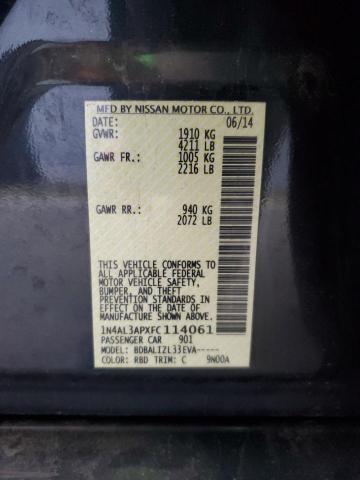 MFD BY NISSAN MOTOR CO., LTD.
DATE: 06/14
GVWR: 1910 KG
4211 LB
GAWR FR.: 1005 KG
2216 LB
GAWR RR.: 940 KG
2072 LB
THIS VEHICLE CONFORMS TO ALL
APPLICABLE FEDERAL MOTOR VEHICLE SAFETY,
BUMPER, AND THEFT
PREVENTION STANDARDS
IN EFFECT ON THE DATE OF
MANUFACTURE SHOWN ABOVE.
1N4AL3APXFC114061
PASSENGER CAR 901
MODEL: BDBALIZL33EVA-----
COLOR: RBD TRIM: C 9N00A